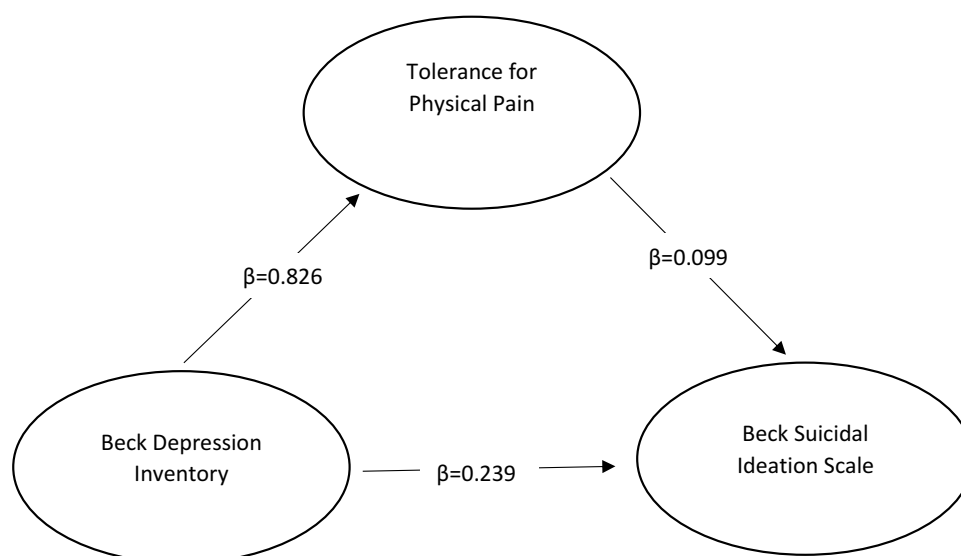 Tolerance for
Physical Pain
β=0.826
β=0.099
Beck Depression
Inventory
β=0.239
Beck Suicidal
Ideation Scale